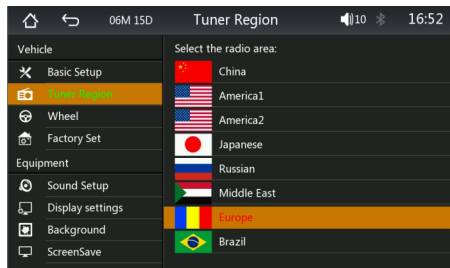 06M 15D Tuner Region 10 16:52
Vehicle
Basic Setup
Tuner Region
Wheel
Factory Set
Equipment
Sound Setup
Display settings
Background
ScreenSave
Select the radio area:
China
America1
America2
Japanese
Russian
Middle East
Europe
Brazil